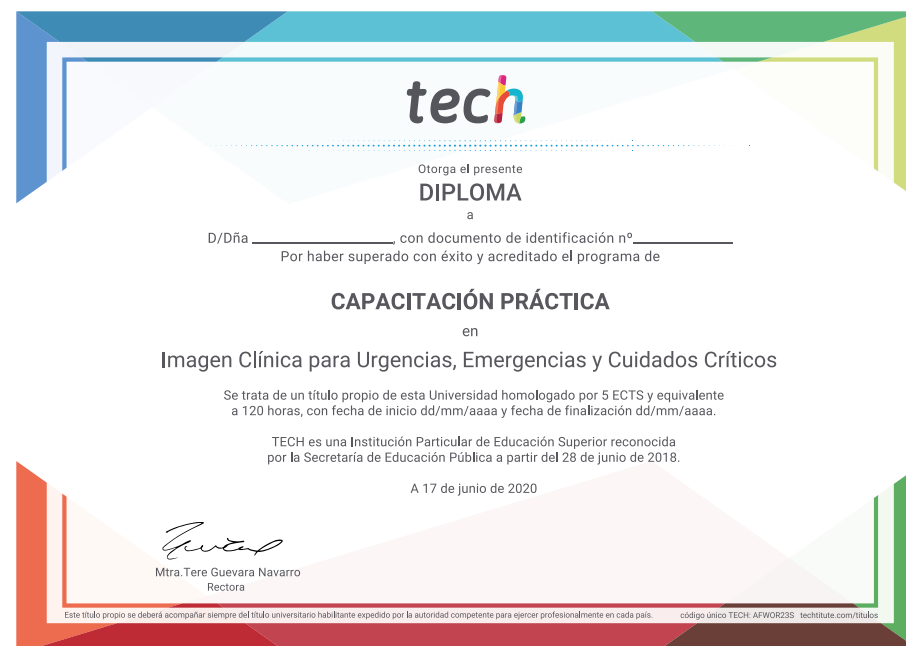 tech
Otorga el presente
DIPLOMA
a
D/Dña ____________________, con documento de identificación nº______________
Por haber superado con éxito y acreditado el programa de
CAPACITACIÓN PRÁCTICA
en
Imagen Clínica para Urgencias, Emergencias y Cuidados Críticos
Se trata de un título propio de esta Universidad homologado por 5 ECTS y equivalente
a 120 horas, con fecha de inicio dd/mm/aaaa y fecha de finalización dd/mm/aaaa.
TECH es una Institución Particular de Educación Superior reconocida
por la Secretaría de Educación Pública a partir del 28 de junio de 2018.
A 17 de junio de 2020
Mtra.Tere Guevara Navarro
Rectora
Este título propio se deberá acompañar siempre del título universitario habilitante expedido por la autoridad competente para ejercer profesionalmente en cada país. código único TECH: AFWOR23S techtitute.com/titulos